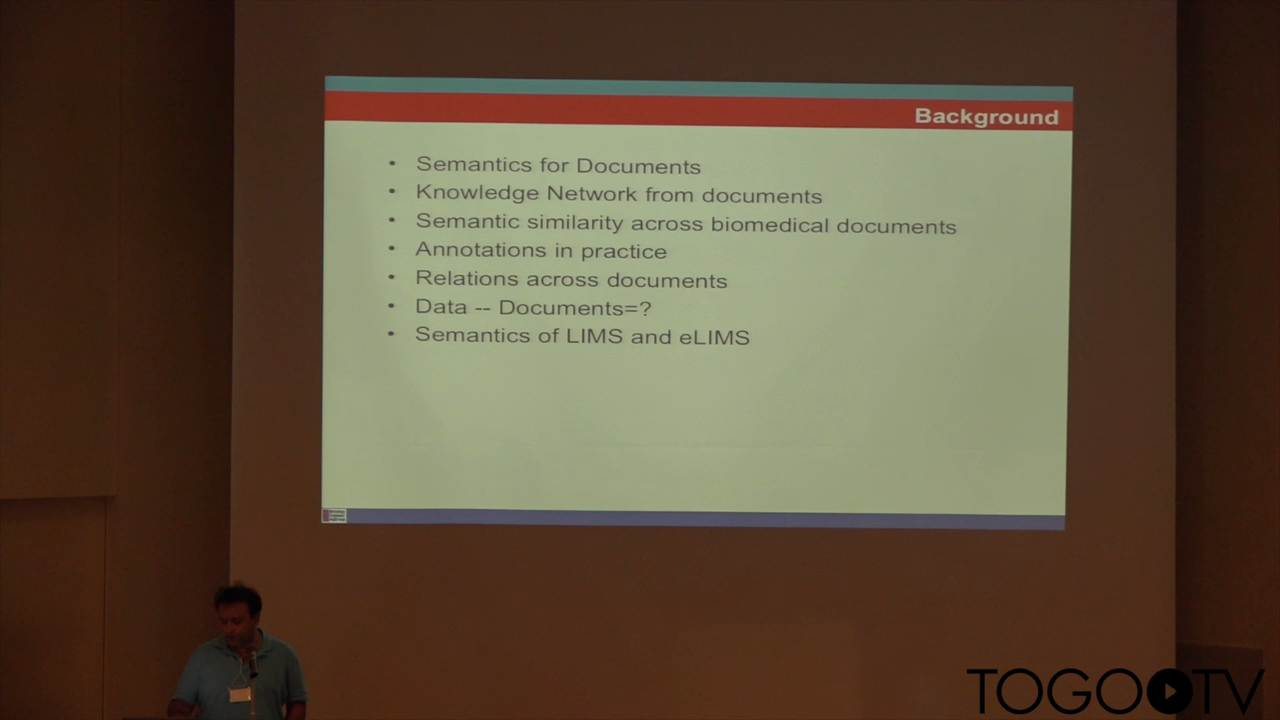 Background
• Semantics for Documents
• Knowledge Network from documents
• Semantic similarity across biomedical documents
• Annotations in practice
• Relations across documents
• Data -- Documents=?
• Semantics of LIMS and eLIMS
TOGOTV